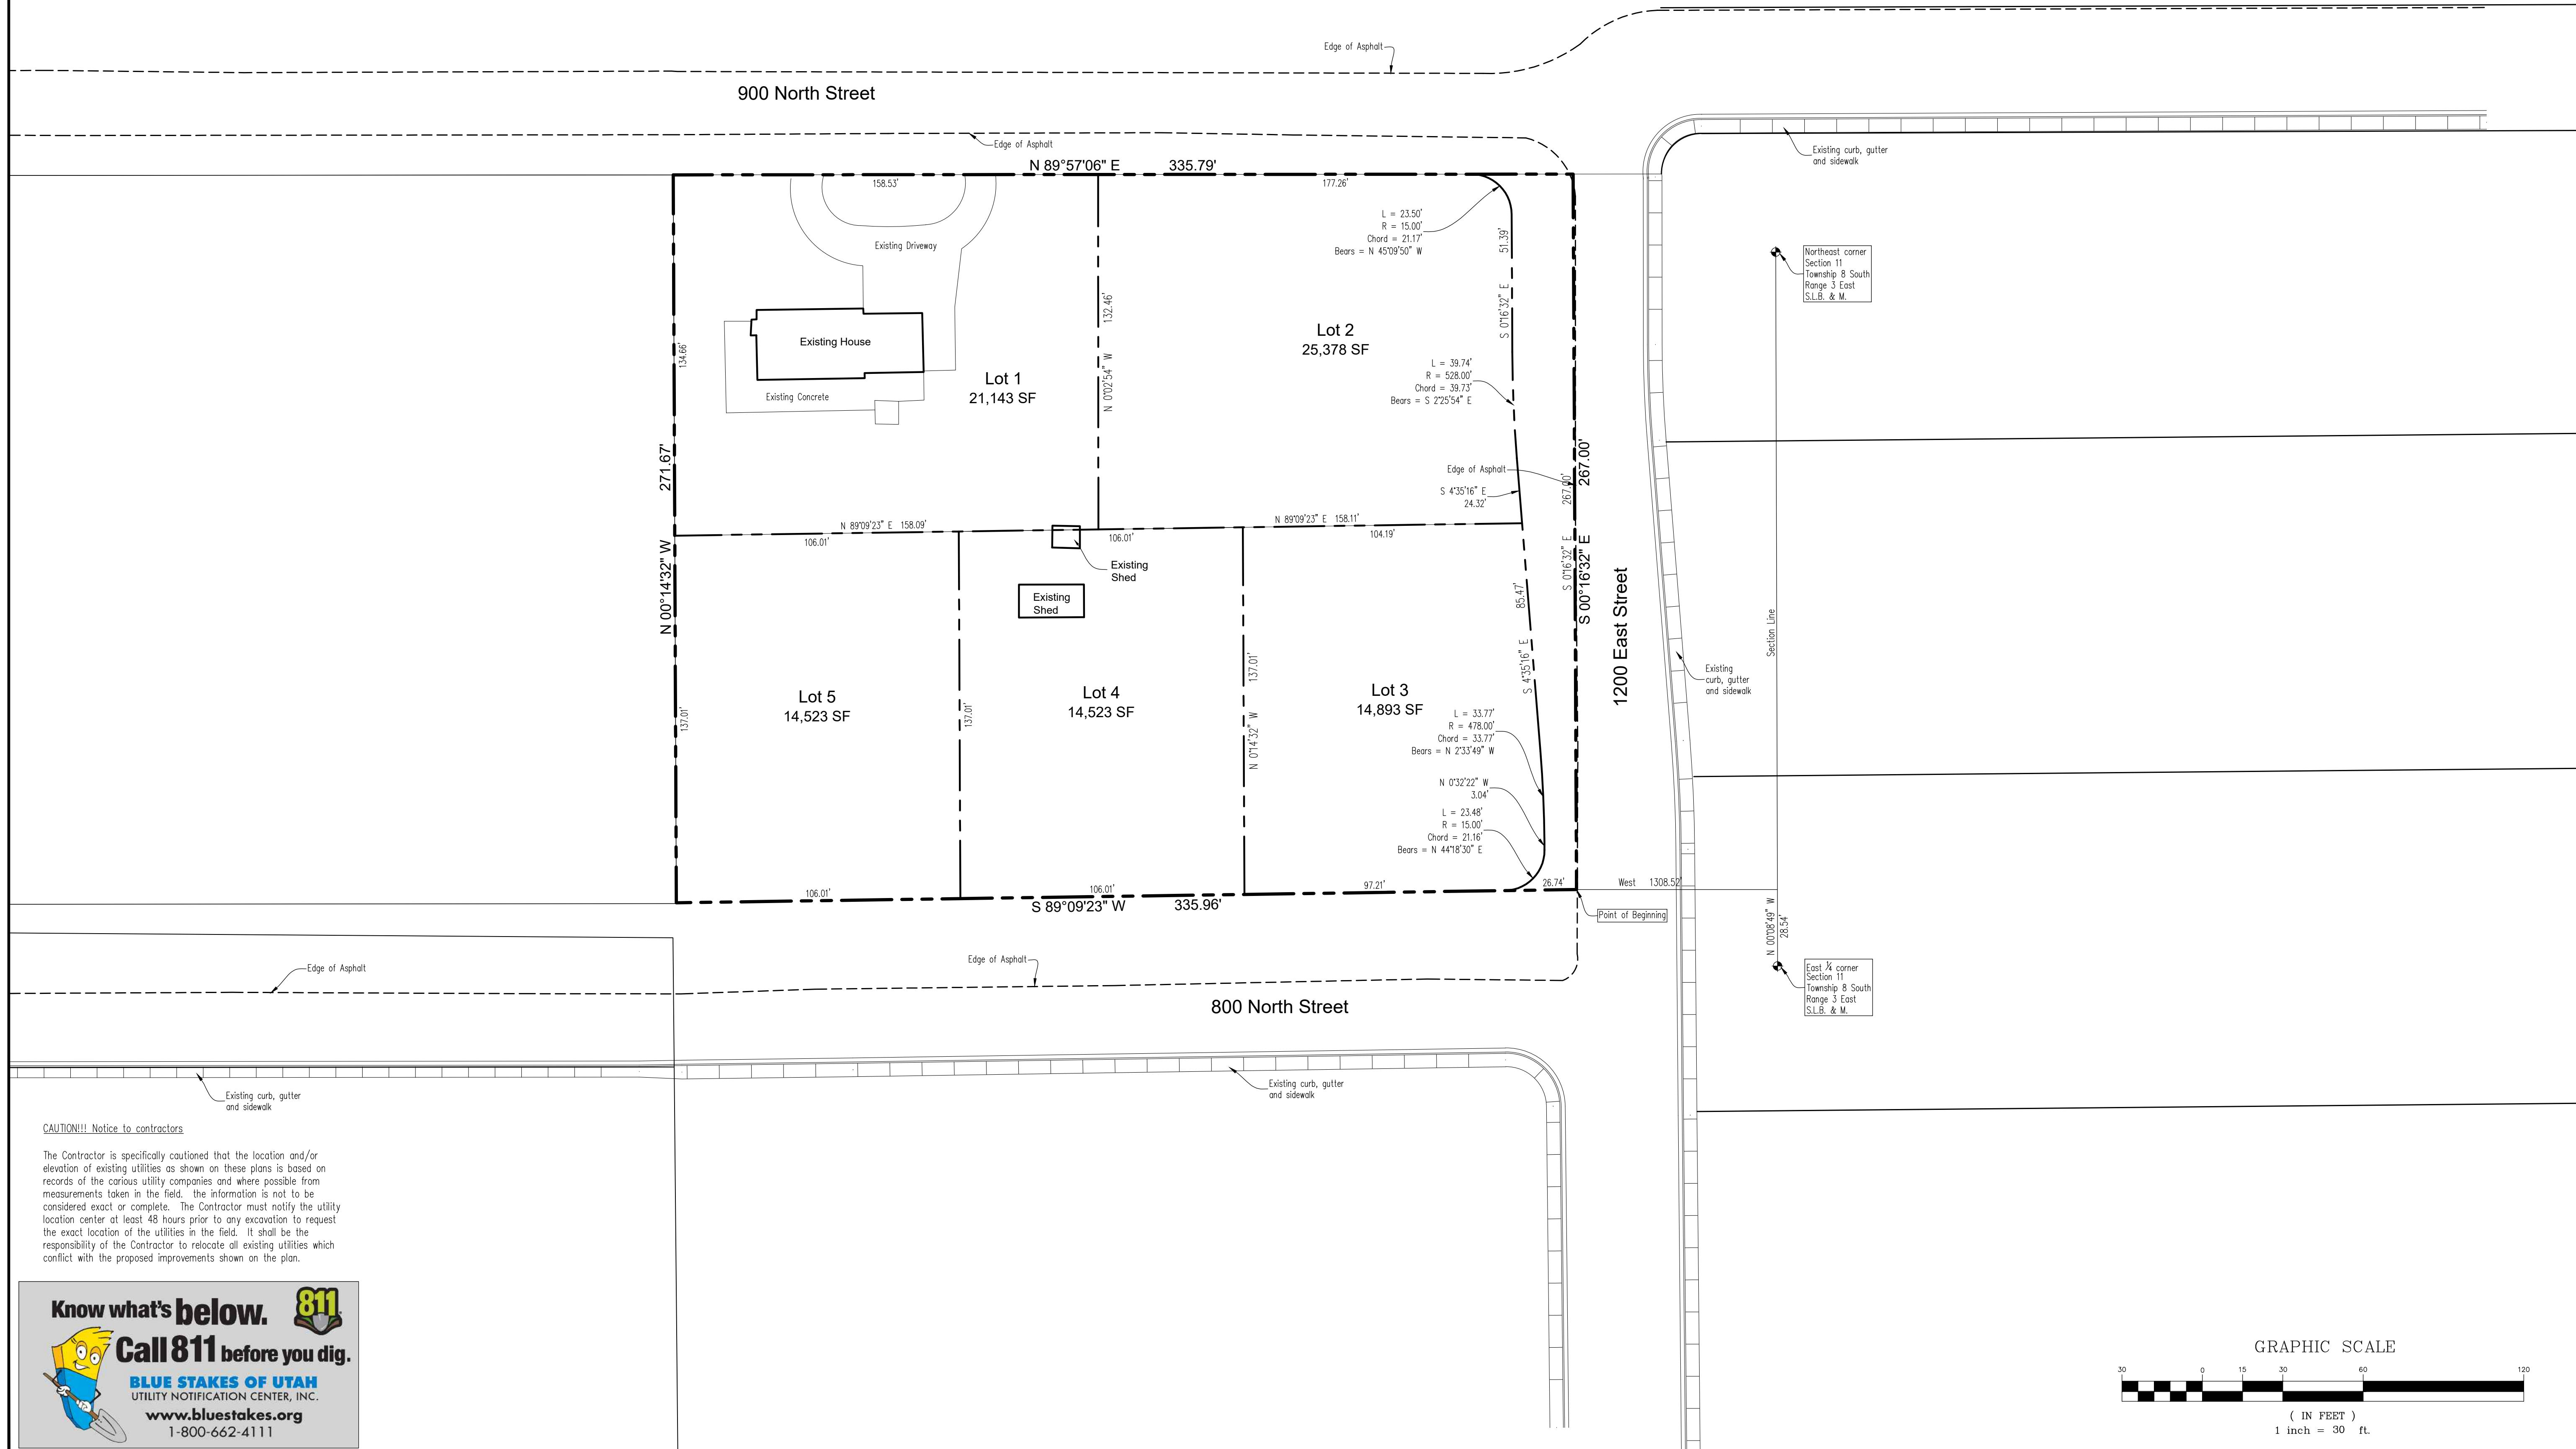 Edge of Asphalt
900 North Street
Edge of Asphalt
N 89°57'06" E 335.79'
158.53'
177.26'
Existing curb, gutter
and sidewalk
L = 23.50'
R = 15.00'
Chord = 21.17'
Bears = N 45°09'50" W
51.39'
S 0°16'32" E
Existing Driveway
Northeast corner
Section 11
Township 8 South
Range 3 East
S.L.B. & M.
132.46'
N 0°02'54" W
Existing House
134.66'
Lot 1
21,143 SF
Existing Concrete
Lot 2
25,378 SF
L = 39.74'
R = 528.00'
Chord = 39.73'
Bears = S 2°25'54" E
271.67'
N 00°14'32" W
Edge of Asphalt
S 4°35'16" E
24.32'
267.00'
S 0°16'32" E
267.00'
S 00°16'32" E
1200 East Street
N 89°09'23" E 158.09'
N 89°09'23" E 158.11'
106.01'
106.01'
104.19'
Existing
Shed
Existing
Shed
85.47'
S 4°35'16" E
Section Line
Existing
curb, gutter
and sidewalk
137.01'
Lot 5
14,523 SF
137.01'
Lot 4
14,523 SF
137.01'
N 0°14'32" W
Lot 3
14,893 SF
L = 33.77'
R = 478.00'
Chord = 33.77'
Bears = N 2°33'49" W
N 0°32'22" W
3.04'
L = 23.48'
R = 15.00'
Chord = 21.16'
Bears = N 44°18'30" E
106.01'
106.01'
97.21'
26.74'
West 1308.52'
S 89°09'23" W 335.96'
Point of Beginning
N 00°08'49" W
28.54'
East ¼ corner
Section 11
Township 8 South
Range 3 East
S.L.B. & M.
Edge of Asphalt
Edge of Asphalt
800 North Street
Existing curb, gutter
and sidewalk
Existing curb, gutter
and sidewalk
CAUTION!!! Notice to contractors
The Contractor is specifically cautioned that the location and/or
elevation of existing utilities as shown on these plans is based on
records of the carious utility companies and where possible from
measurements taken in the field. the information is not to be
considered exact or complete. The Contractor must notify the utility
location center at least 48 hours prior to any excavation to request
the exact location of the utilities in the field. It shall be the
responsibility of the Contractor to relocate all existing utilities which
conflict with the proposed improvements shown on the plan.
Know what's below.
811
Call 811 before you dig.
BLUE STAKES OF UTAH
UTILITY NOTIFICATION CENTER, INC.
www.bluestakes.org
1-800-662-4111
GRAPHIC SCALE
30 0 15 30 60 120
( IN FEET )
1 inch = 30 ft.